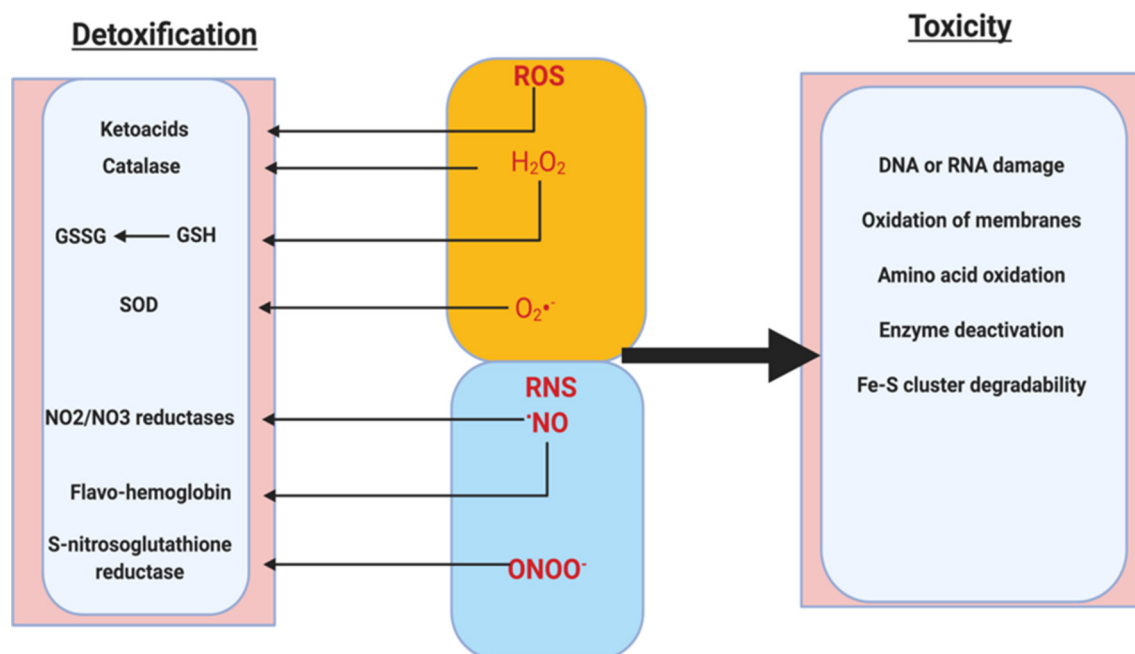 Detoxification
Ketoacids
Catalase
GSSG GSH
SOD
NO2/NO3 reductases
Flavo-hemoglobin
S-nitrosoglutathione
reductase
ROS
H₂O₂
O₂•⁻
RNS
•NO
ONOO⁻
Toxicity
DNA or RNA damage
Oxidation of membranes
Amino acid oxidation
Enzyme deactivation
Fe-S cluster degradability